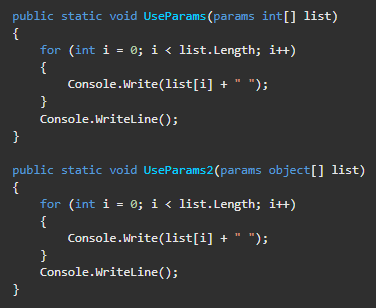 public static void UseParams(params int[] list)
{
    for (int i = 0; i < list.Length; i++)
    {
        Console.Write(list[i] + " ");
    }
    Console.WriteLine();
}

public static void UseParams2(params object[] list)
{
    for (int i = 0; i < list.Length; i++)
    {
        Console.Write(list[i] + " ");
    }
    Console.WriteLine();
}